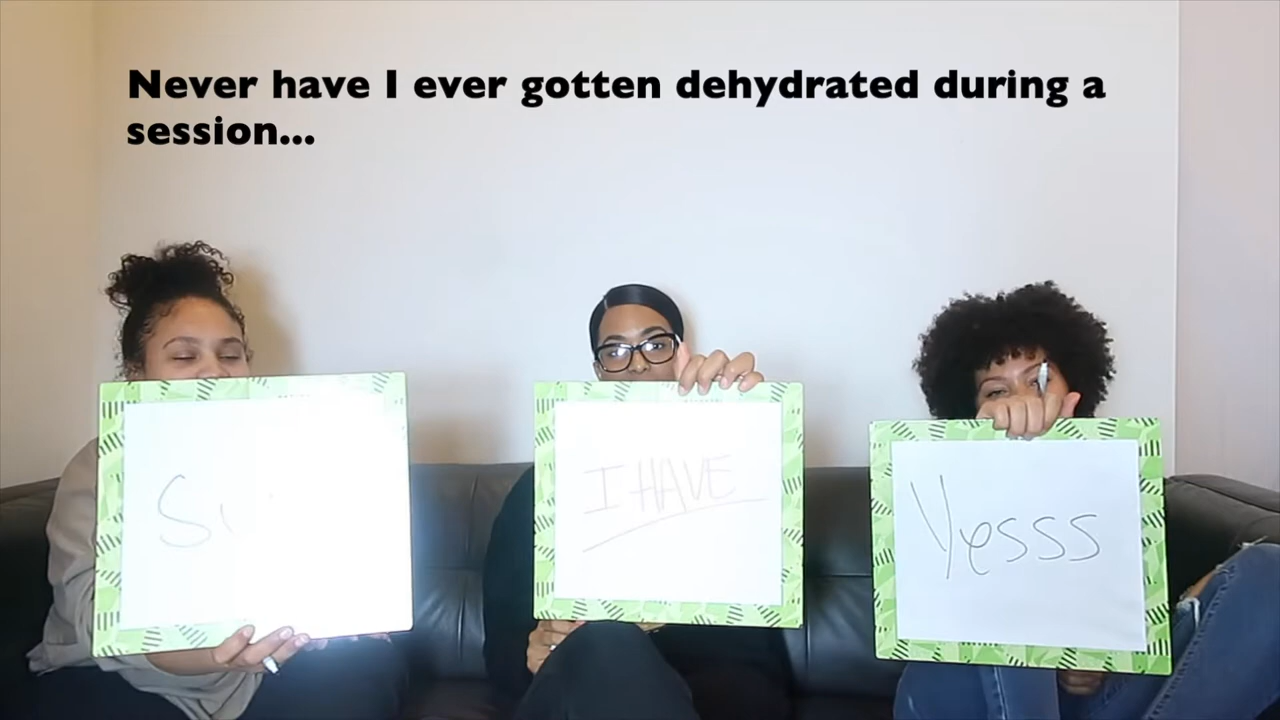 Never have I ever gotten dehydrated during a
session...
I HAVE
Yesss